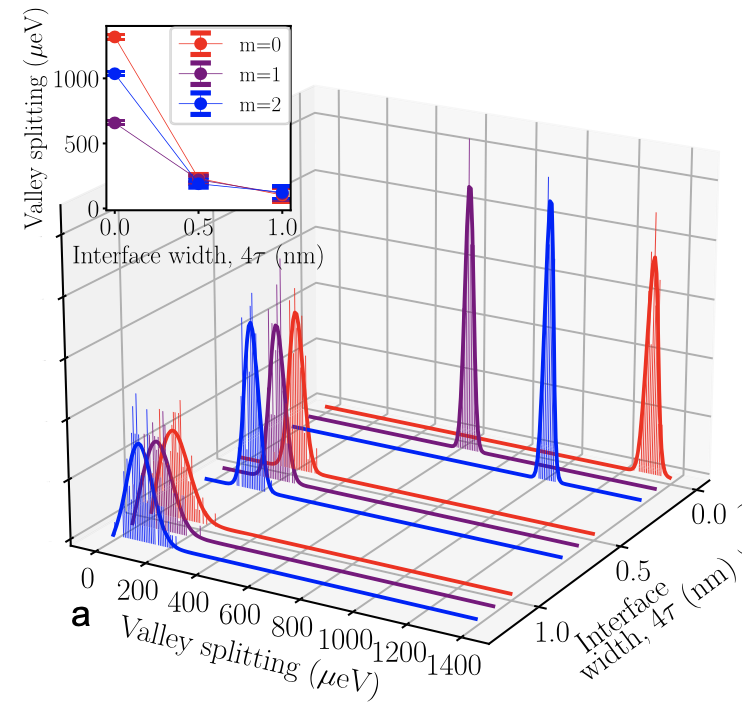 Valley splitting (μeV)
1000
500
0
m=0
m=1
m=2
0.0
0.5
1.0
Interface width, 4τ (nm)
0
200
400
600
800
1000
1200
1400
Valley splitting (μeV)
a
0.0
0.5
1.0
Interface
width, 4τ (nm)